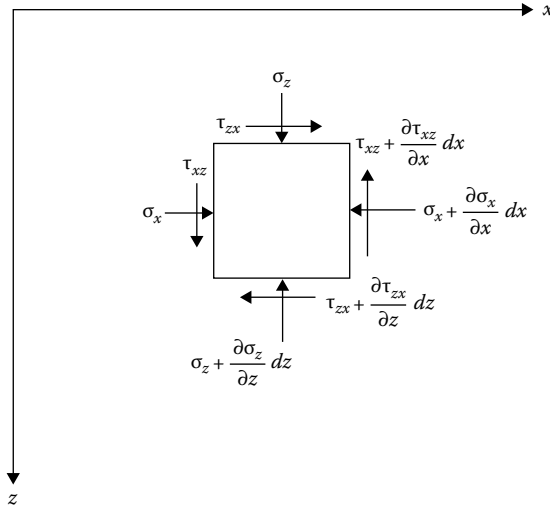 x
σz
τzx
τxz + ∂τxz/∂x dx
τxz
σx
σx + ∂σx/∂x dx
τzx + ∂τzx/∂z dz
σz + ∂σz/∂z dz
z